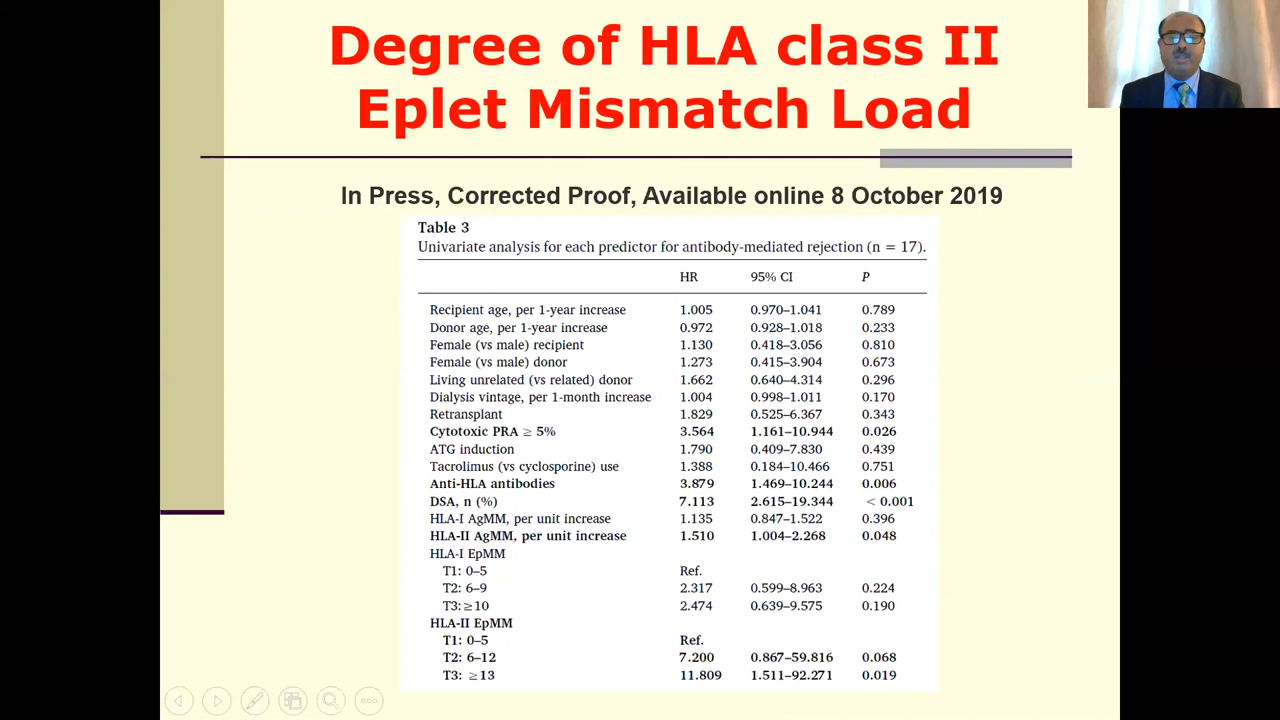 Degree of HLA class II
Eplet Mismatch Load
In Press, Corrected Proof, Available online 8 October 2019
Table 3
Univariate analysis for each predictor for antibody-mediated rejection (n = 17).
HR 95% CI P
Recipient age, per 1-year increase 1.005 0.970–1.041 0.789
Donor age, per 1-year increase 0.972 0.928–1.018 0.233
Female (vs male) recipient 1.130 0.418–3.056 0.810
Female (vs male) donor 1.273 0.415–3.904 0.673
Living unrelated (vs related) donor 1.662 0.640–4.314 0.296
Dialysis vintage, per 1-month increase 1.004 0.998–1.011 0.170
Retransplant 1.829 0.525–6.367 0.343
Cytotoxic PRA ≥ 5% 3.564 1.161–10.944 0.026
ATG induction 1.790 0.409–7.830 0.439
Tacrolimus (vs cyclosporine) use 1.388 0.184–10.466 0.751
Anti-HLA antibodies 3.879 1.469–10.244 0.006
DSA, n (%) 7.113 2.615–19.344 < 0.001
HLA-I AgMM, per unit increase 1.135 0.847–1.522 0.396
HLA-II AgMM, per unit increase 1.510 1.004–2.268 0.048
HLA-I EpMM
T1: 0–5 Ref.
T2: 6–9 2.317 0.599–8.963 0.224
T3: ≥10 2.474 0.639–9.575 0.190
HLA-II EpMM
T1: 0–5 Ref.
T2: 6–12 7.200 0.867–59.816 0.068
T3: ≥13 11.809 1.511–92.271 0.019